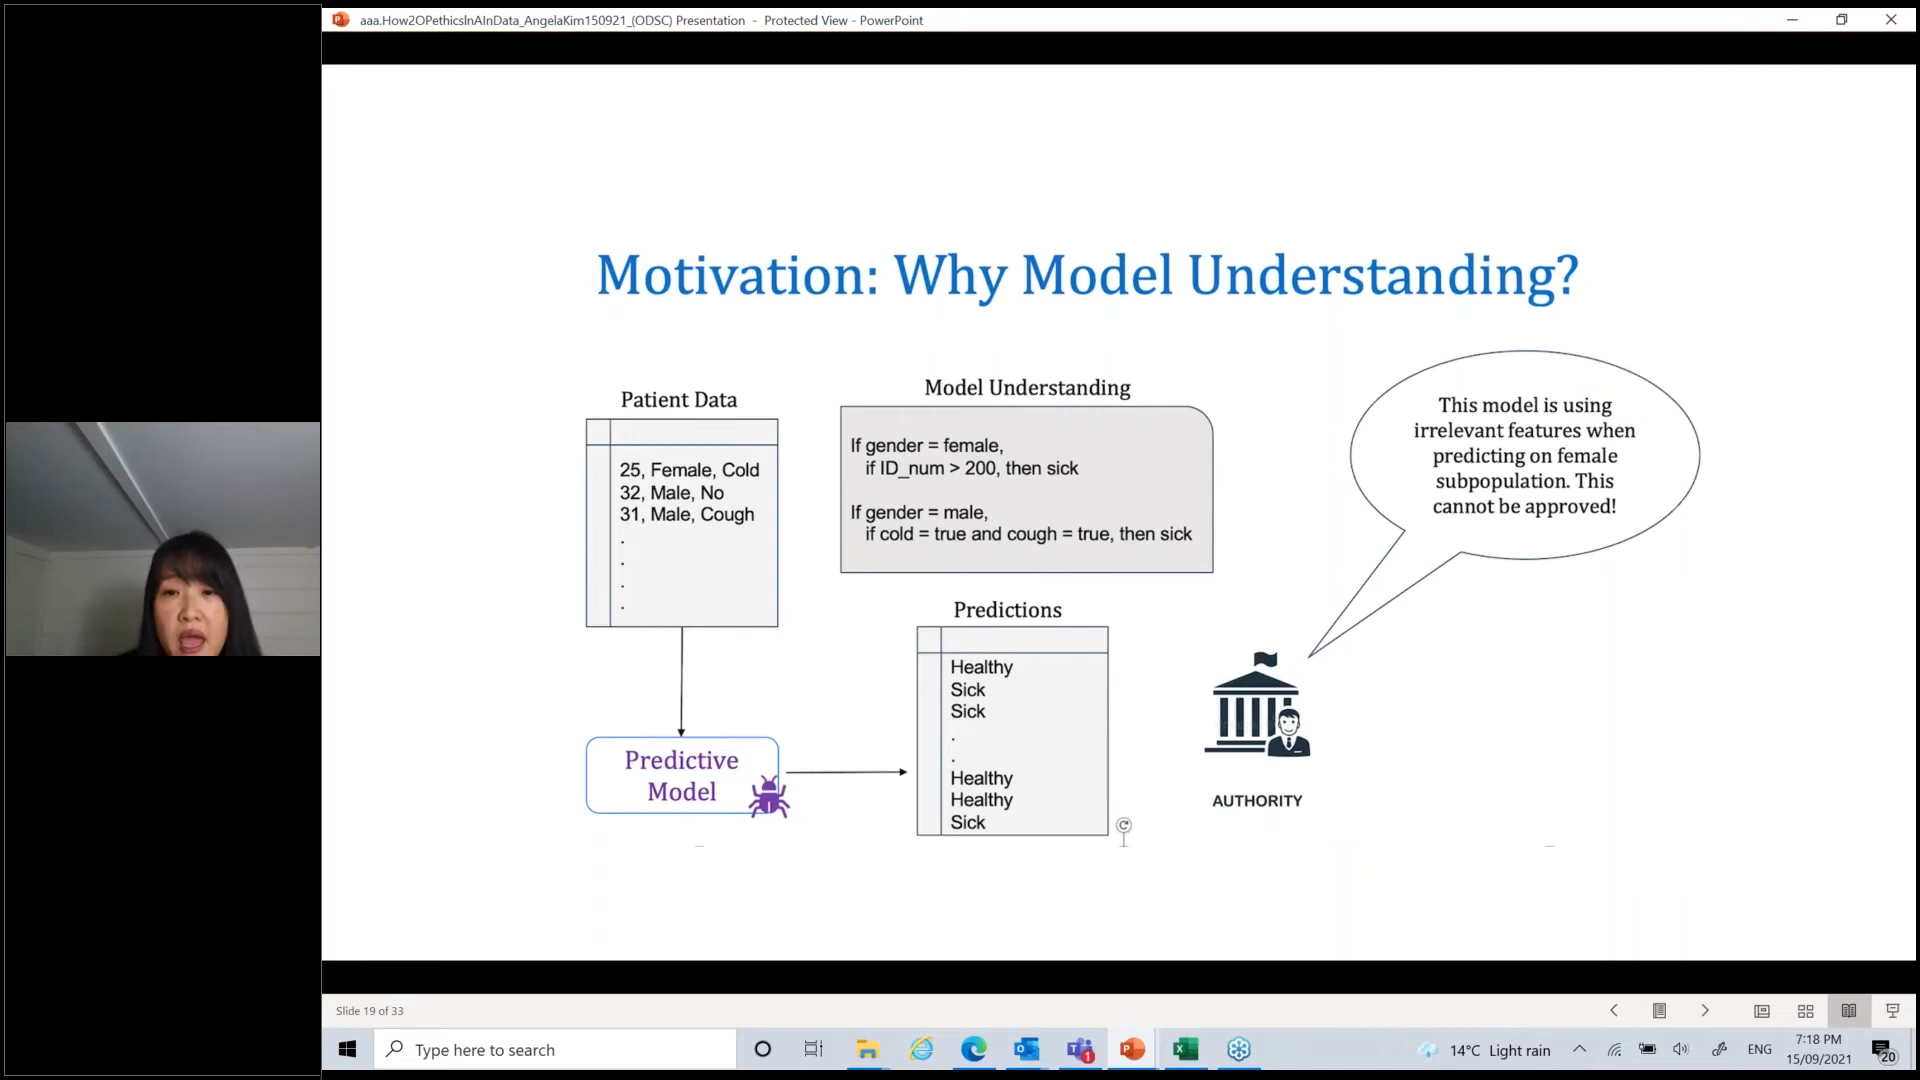 aaa.How2OPethicsInAInData_AngelaKim150921_(ODSC) Presentation - Protected View - PowerPoint
Motivation: Why Model Understanding?
Patient Data
25, Female, Cold
32, Male, No
31, Male, Cough
.
.
.
.
Model Understanding
If gender = female,
if ID_num > 200, then sick
If gender = male,
if cold = true and cough = true, then sick
This model is using
irrelevant features when
predicting on female
subpopulation. This
cannot be approved!
Predictions
Healthy
Sick
Sick
.
.
Healthy
Healthy
Sick
Predictive
Model
AUTHORITY
Slide 19 of 33
Type here to search
1
14°C Light rain
ENG
7:18 PM
15/09/2021
20